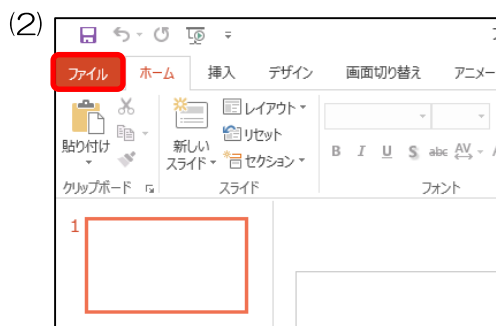 (2)
ファイル ホーム 挿入 デザイン 画面切り替え アニメー
貼り付け
新しい
スライド
レイアウト
リセット
セクション
B I U S abc AV
クリップボード スライド フォント
1